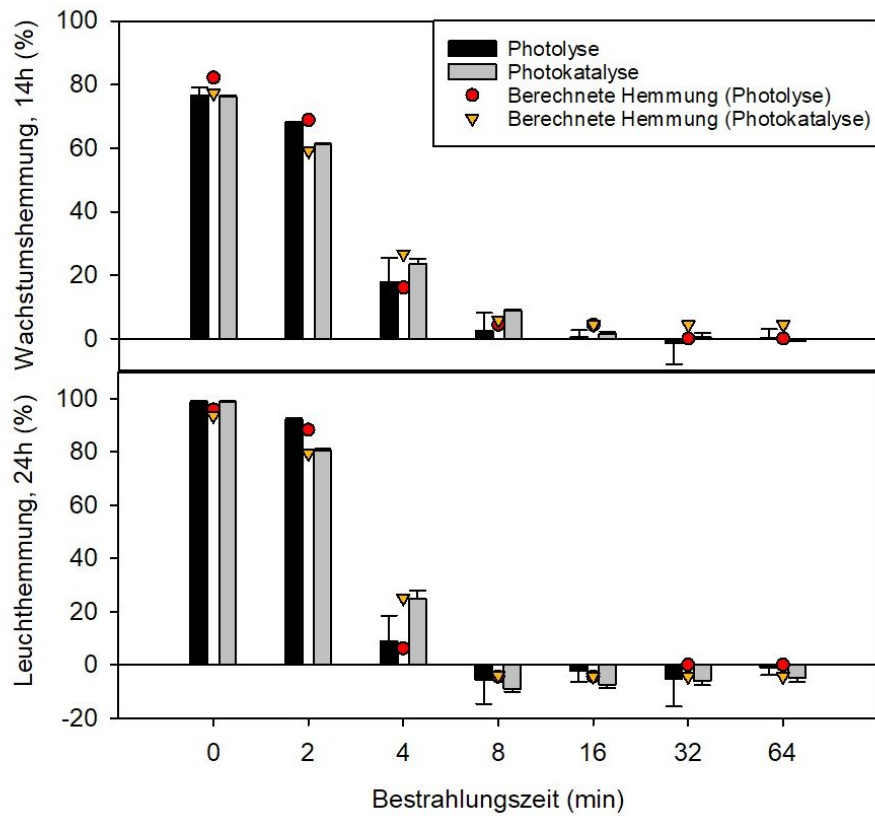 Wachstumshemmung, 14h (%)
100
80
60
40
20
0
Photolyse
Photokatalyse
Berechnete Hemmung (Photolyse)
Berechnete Hemmung (Photokatalyse)
Leuchthemmung, 24h (%)
100
80
60
40
20
0
-20
0 2 4 8 16 32 64
Bestrahlungszeit (min)